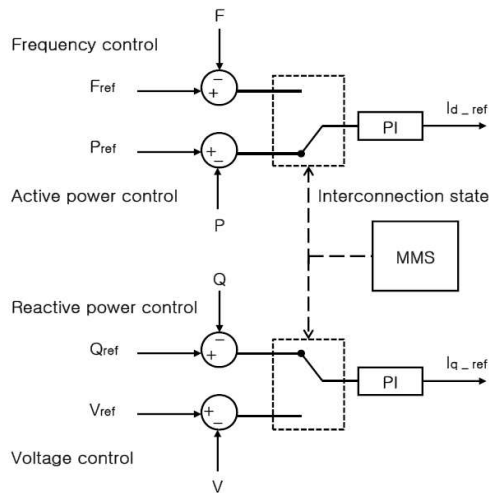 F
Frequency control
− +
Fref
Pref
+ −
PI
Id_ref
Active power control
P
Interconnection state
MMS
Q
Reactive power control
Qref
− +
PI
Iq_ref
Vref
+ −
Voltage control
V